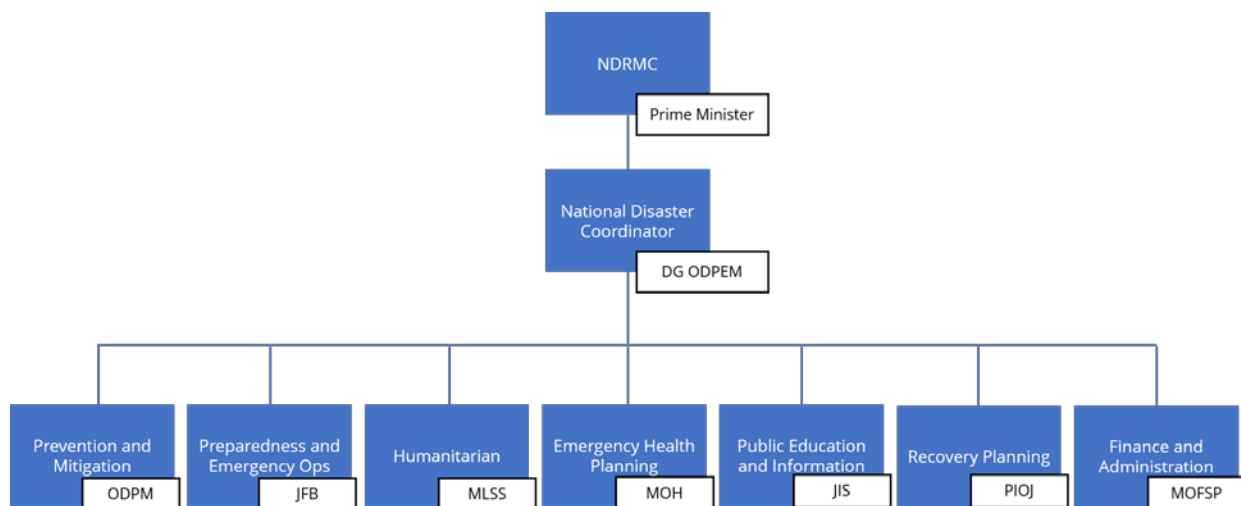 NDRMC
Prime Minister
National Disaster
Coordinator
DG ODPEM
Prevention and
Mitigation
ODPM
Preparedness and
Emergency Ops
JFB
Humanitarian
MLSS
Emergency Health
Planning
MOH
Public Education
and Information
JIS
Recovery Planning
PIOJ
Finance and
Administration
MOFSP